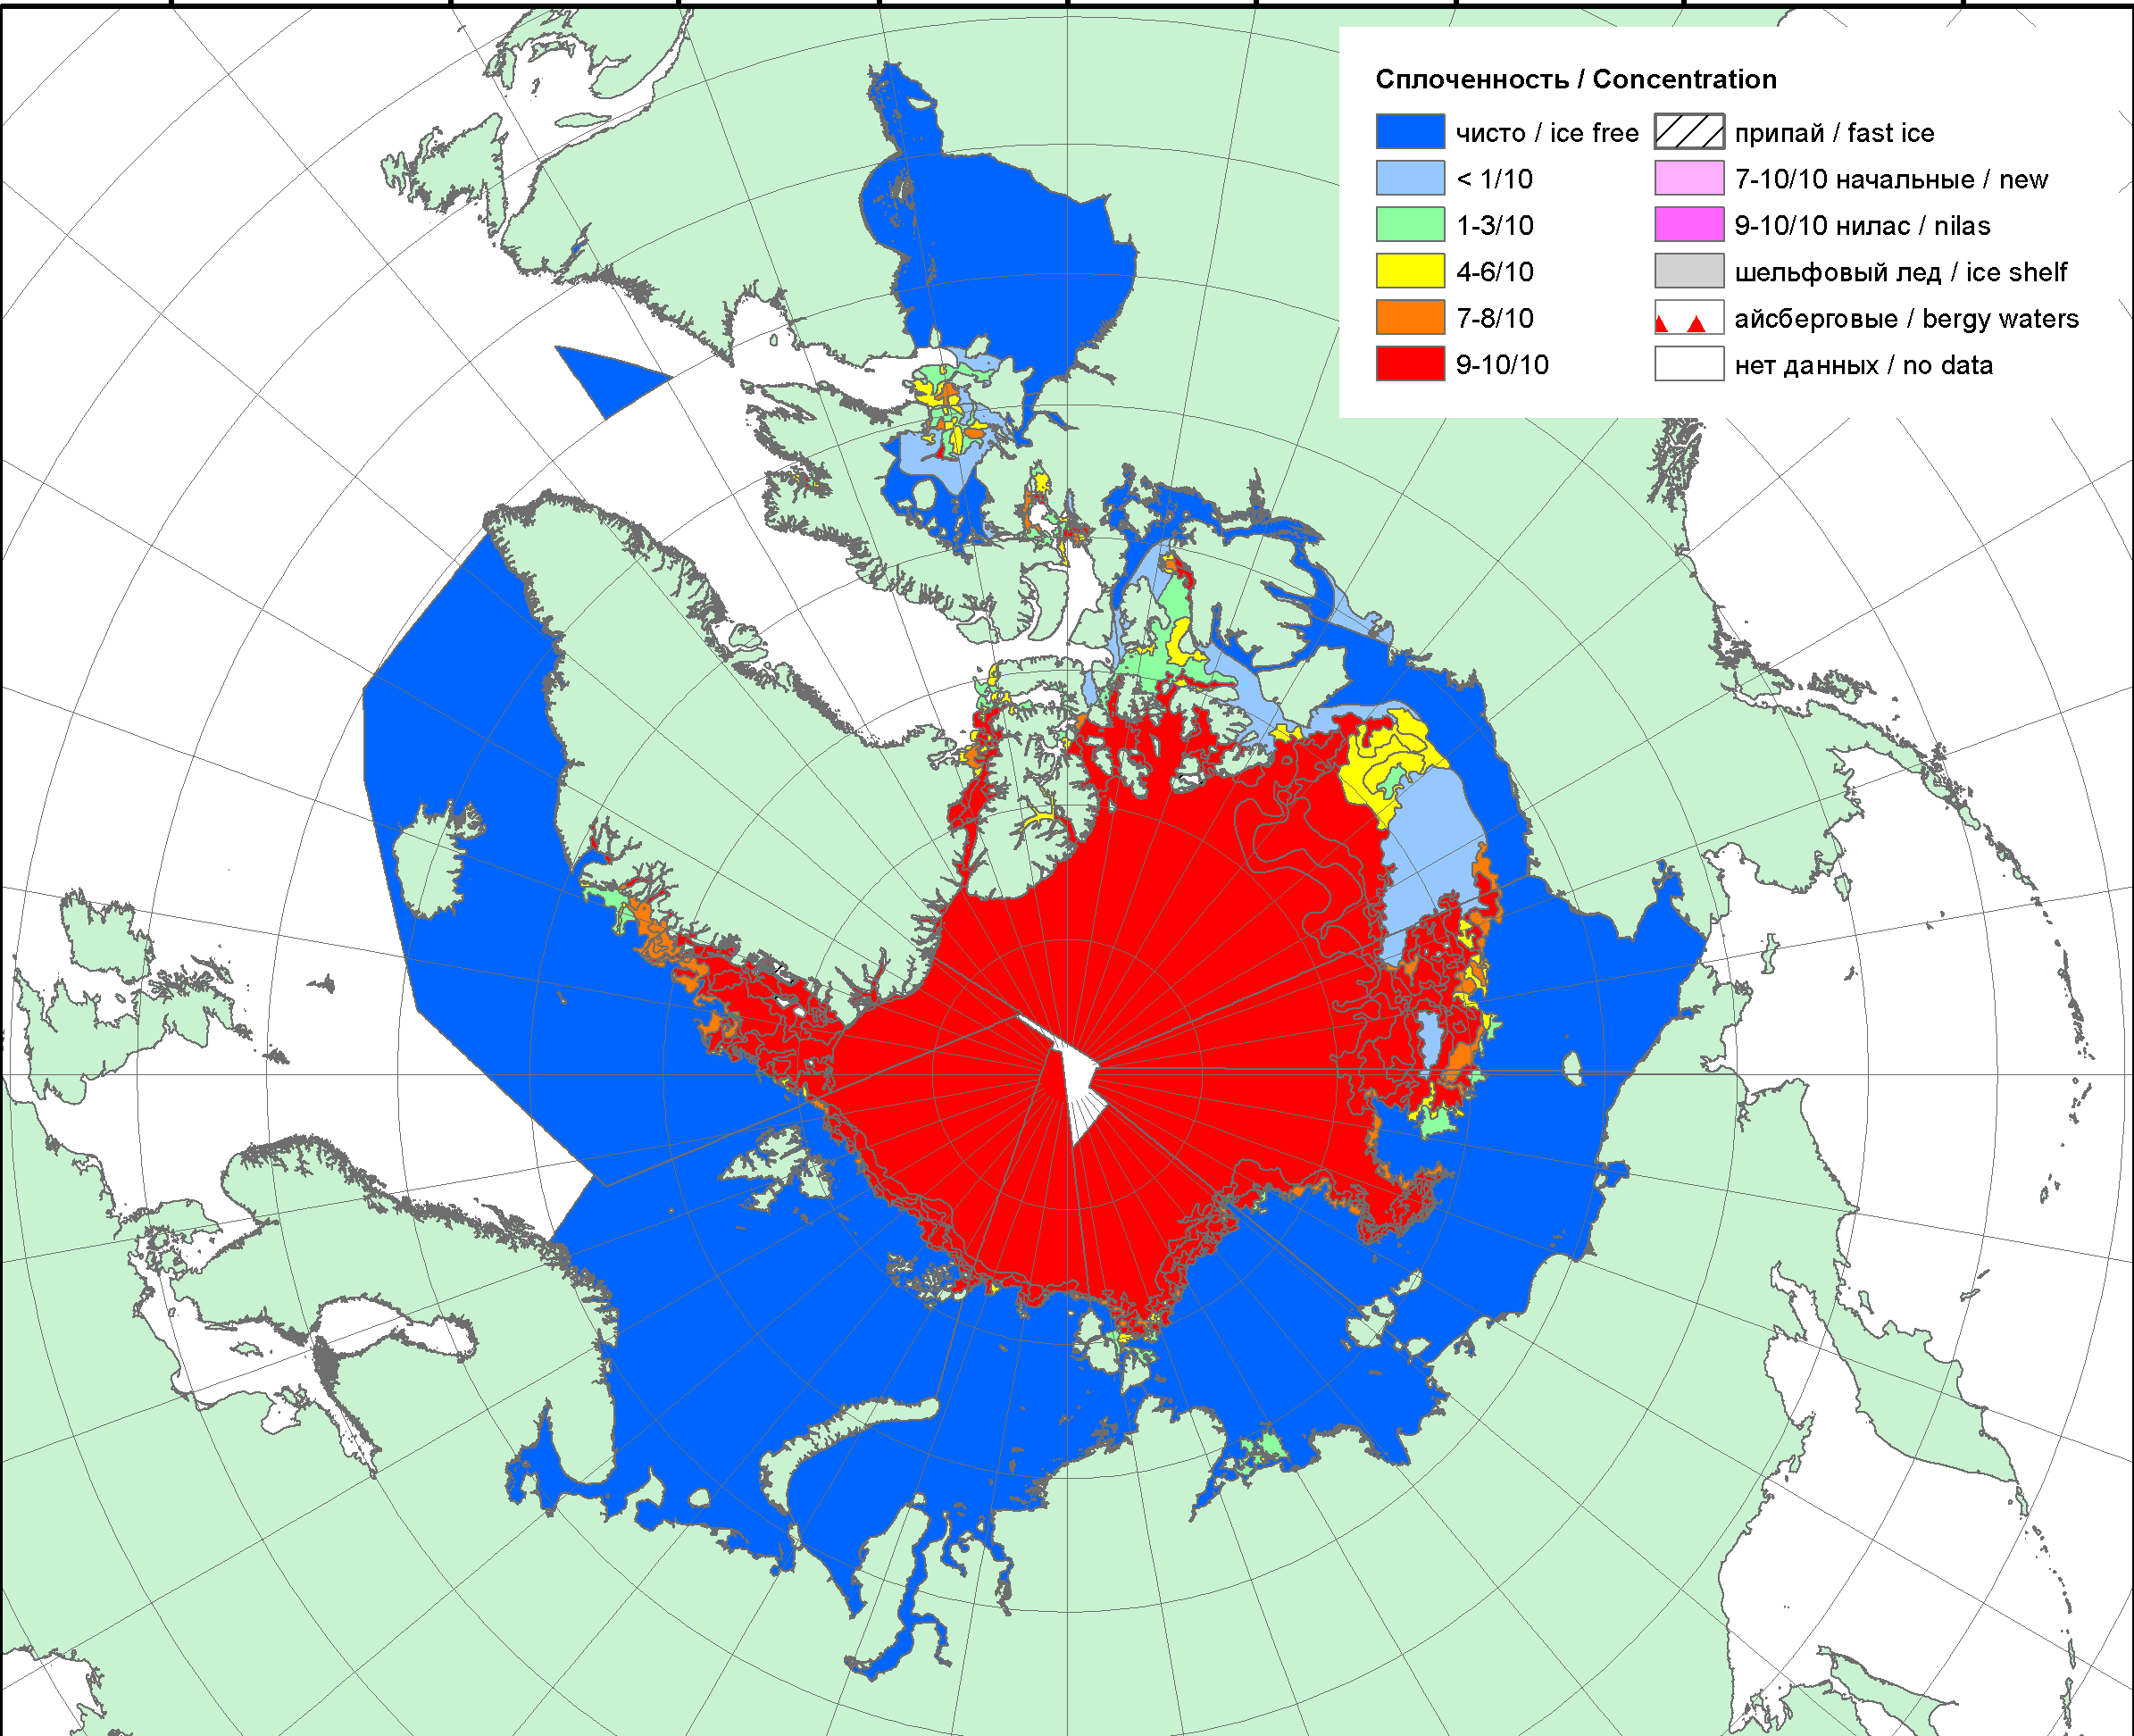 Сплоченность / Concentration
чисто / ice free
< 1/10
1-3/10
4-6/10
7-8/10
9-10/10
припай / fast ice
7-10/10 начальные / new
9-10/10 нилас / nilas
шельфовый лед / ice shelf
айсберговые / bergy waters
нет данных / no data